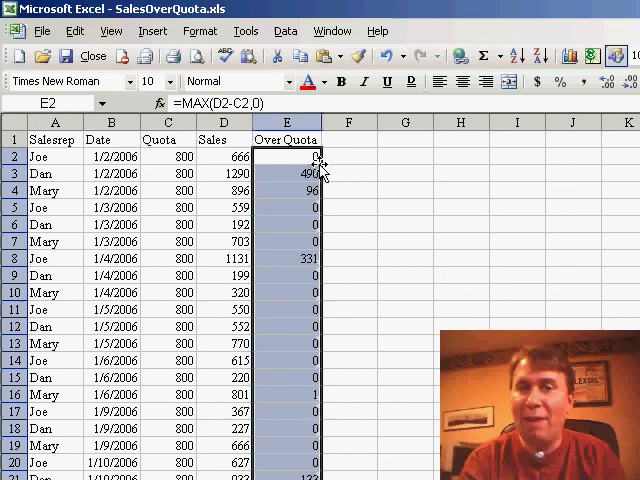 Microsoft Excel - SalesOverQuota.xls
File Edit View Insert Format Tools Data Window Help
Close Σ 10
Times New Roman 10 Normal A B I U $ %
E2 fx =MAX(D2-C2,0)
A B C D E F G H I J K
1 Salesrep Date Quota Sales Over Quota
2 Joe 1/2/2006 800 666 0
3 Dan 1/2/2006 800 1290 490
4 Mary 1/2/2006 800 896 96
5 Joe 1/3/2006 800 559 0
6 Dan 1/3/2006 800 192 0
7 Mary 1/3/2006 800 703 0
8 Joe 1/4/2006 800 1131 331
9 Dan 1/4/2006 800 199 0
10 Mary 1/4/2006 800 320 0
11 Joe 1/5/2006 800 550 0
12 Dan 1/5/2006 800 552 0
13 Mary 1/5/2006 800 770 0
14 Joe 1/6/2006 800 615 0
15 Dan 1/6/2006 800 220 0
16 Mary 1/6/2006 800 801 1
17 Joe 1/9/2006 800 367 0
18 Dan 1/9/2006 800 227 0
19 Mary 1/9/2006 800 666 0
20 Joe 1/10/2006 800 627 0
21 Dan 1/10/2006 800